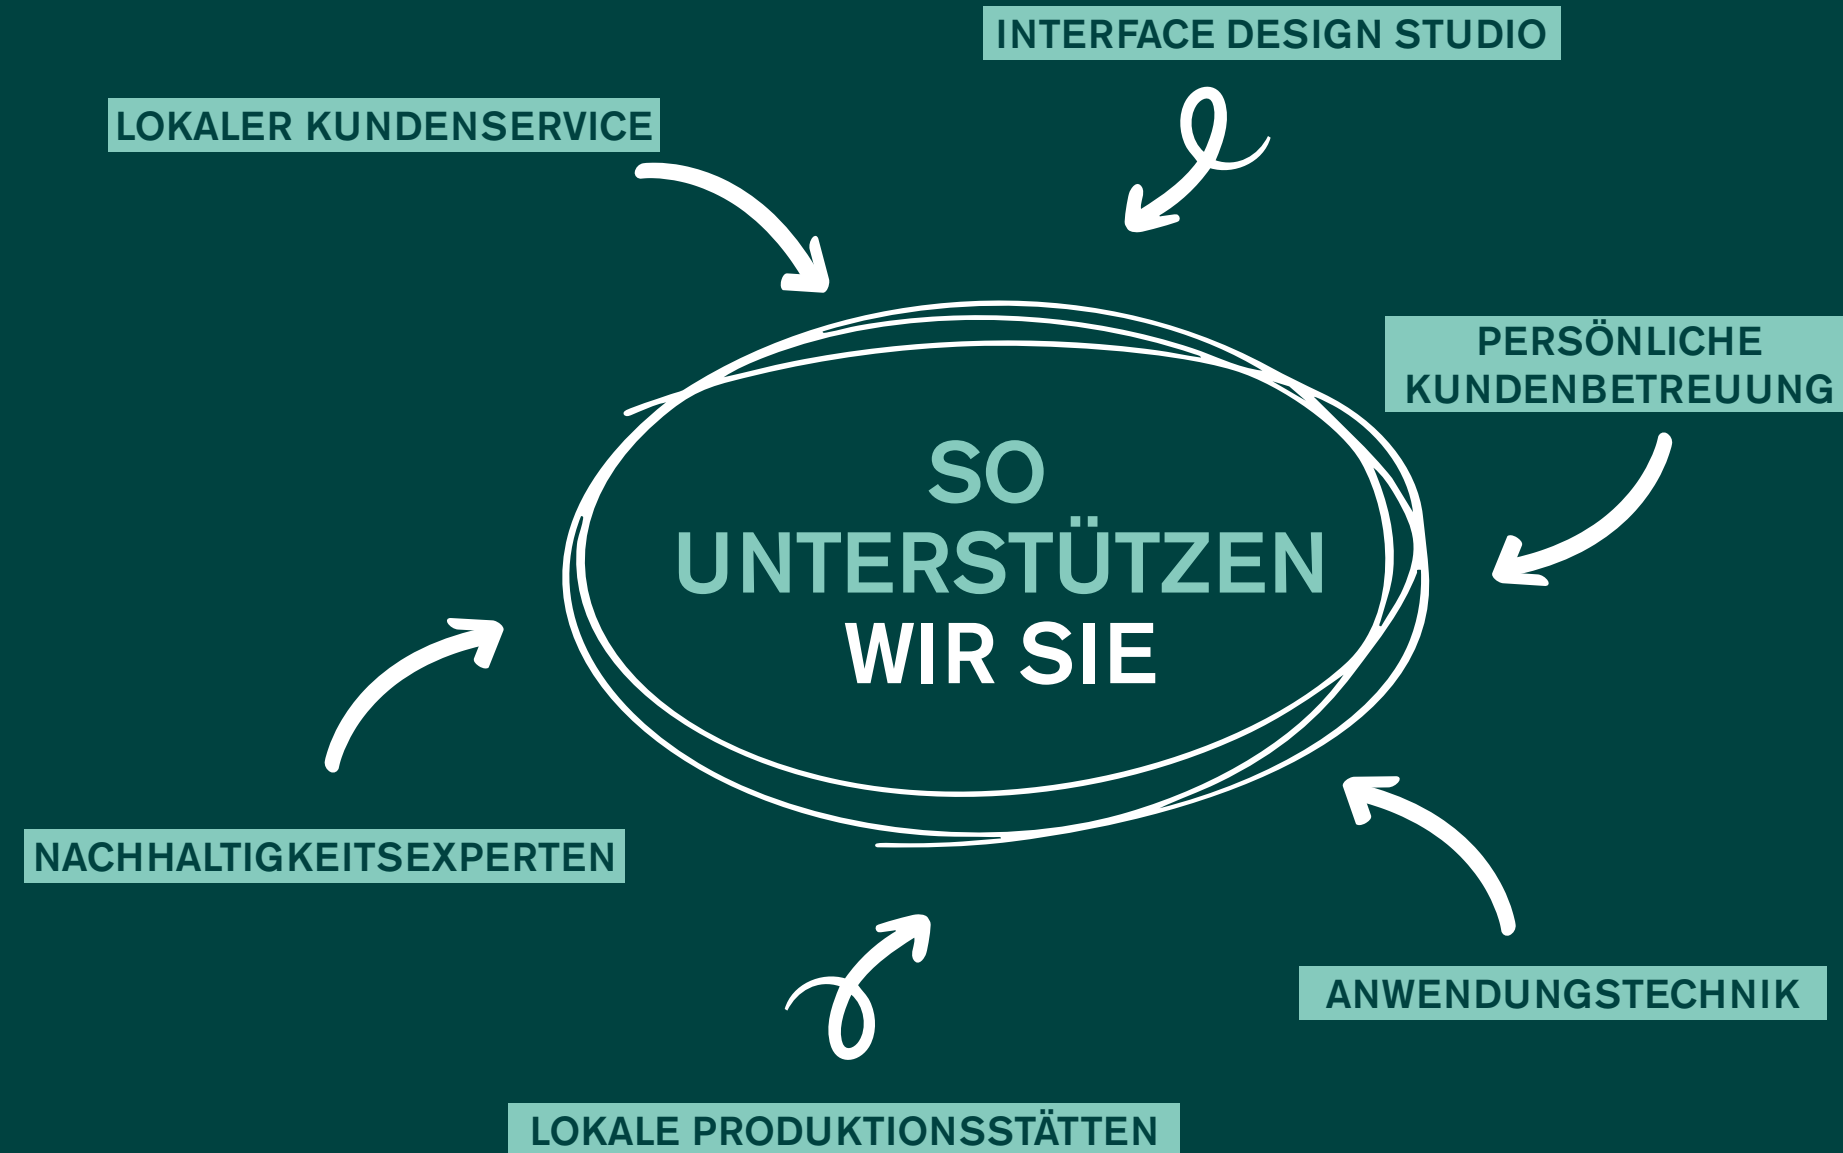 INTERFACE DESIGN STUDIO
LOKALER KUNDENSERVICE
PERSÖNLICHE
KUNDENBETREUUNG
SO
UNTERSTÜTZEN
WIR SIE
NACHHALTIGKEITSEXPERTEN
ANWENDUNGSTECHNIK
LOKALE PRODUKTIONSSTÄTTEN